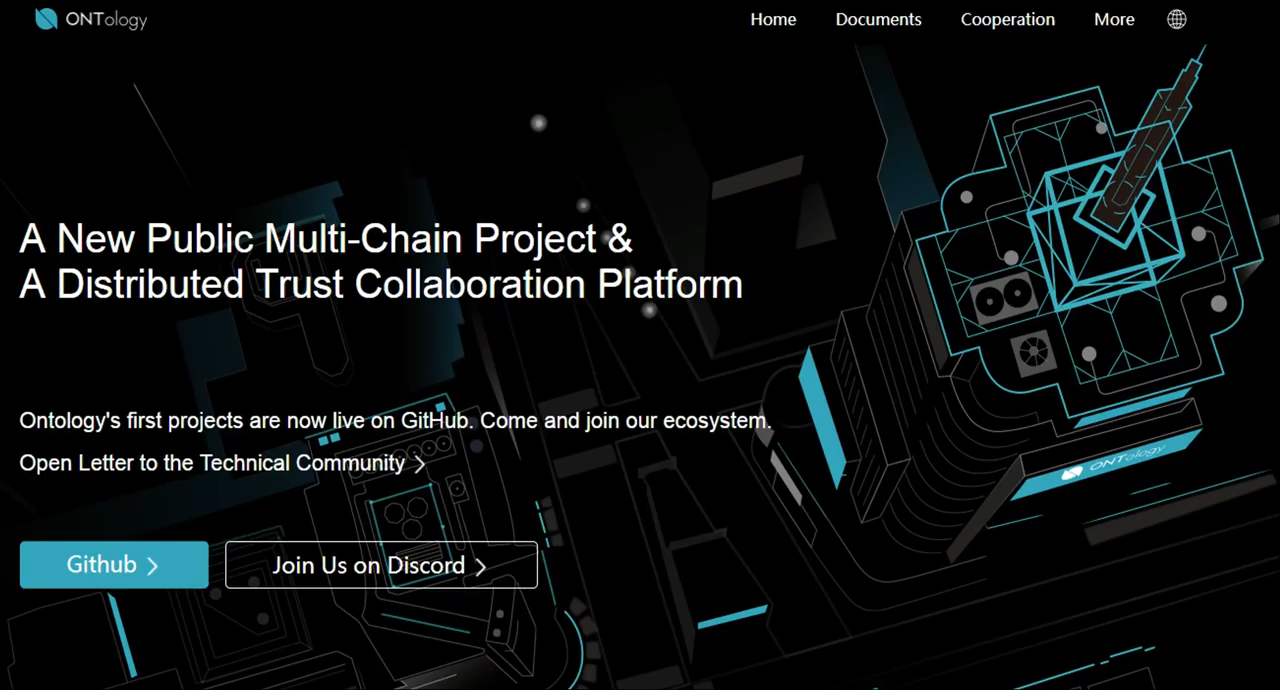 ONTology
Home
Documents
Cooperation
More
A New Public Multi-Chain Project &
A Distributed Trust Collaboration Platform
Ontology's first projects are now live on GitHub. Come and join our ecosystem.
Open Letter to the Technical Community
Github
Join Us on Discord
ONTology